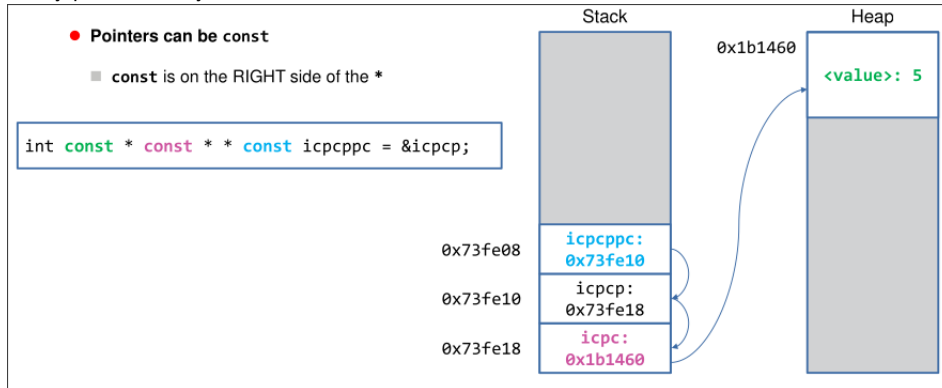 Stack
Heap
Pointers can be const
const is on the RIGHT side of the *
int const * const * * const icpcppc = &icpcp;
0x1b1460
<value>: 5
0x73fe08
icpcppc:
0x73fe10
0x73fe10
icpcp:
0x73fe18
0x73fe18
icpc:
0x1b1460